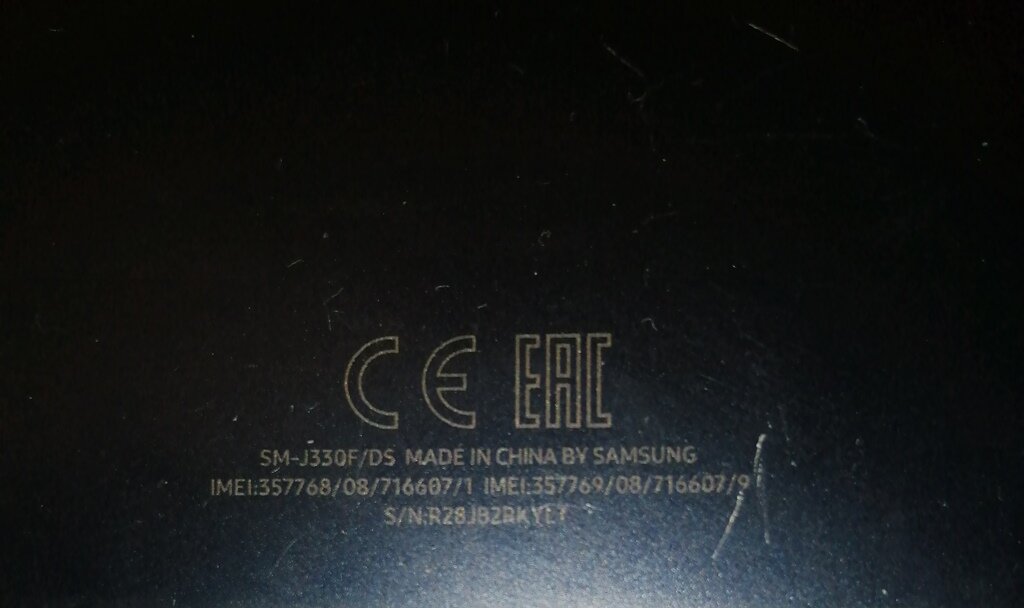 CE EAC
SM-J330F/DS MADE IN CHINA BY SAMSUNG
IMEI:357768/08/716607/1 IMEI:357769/08/716607/9